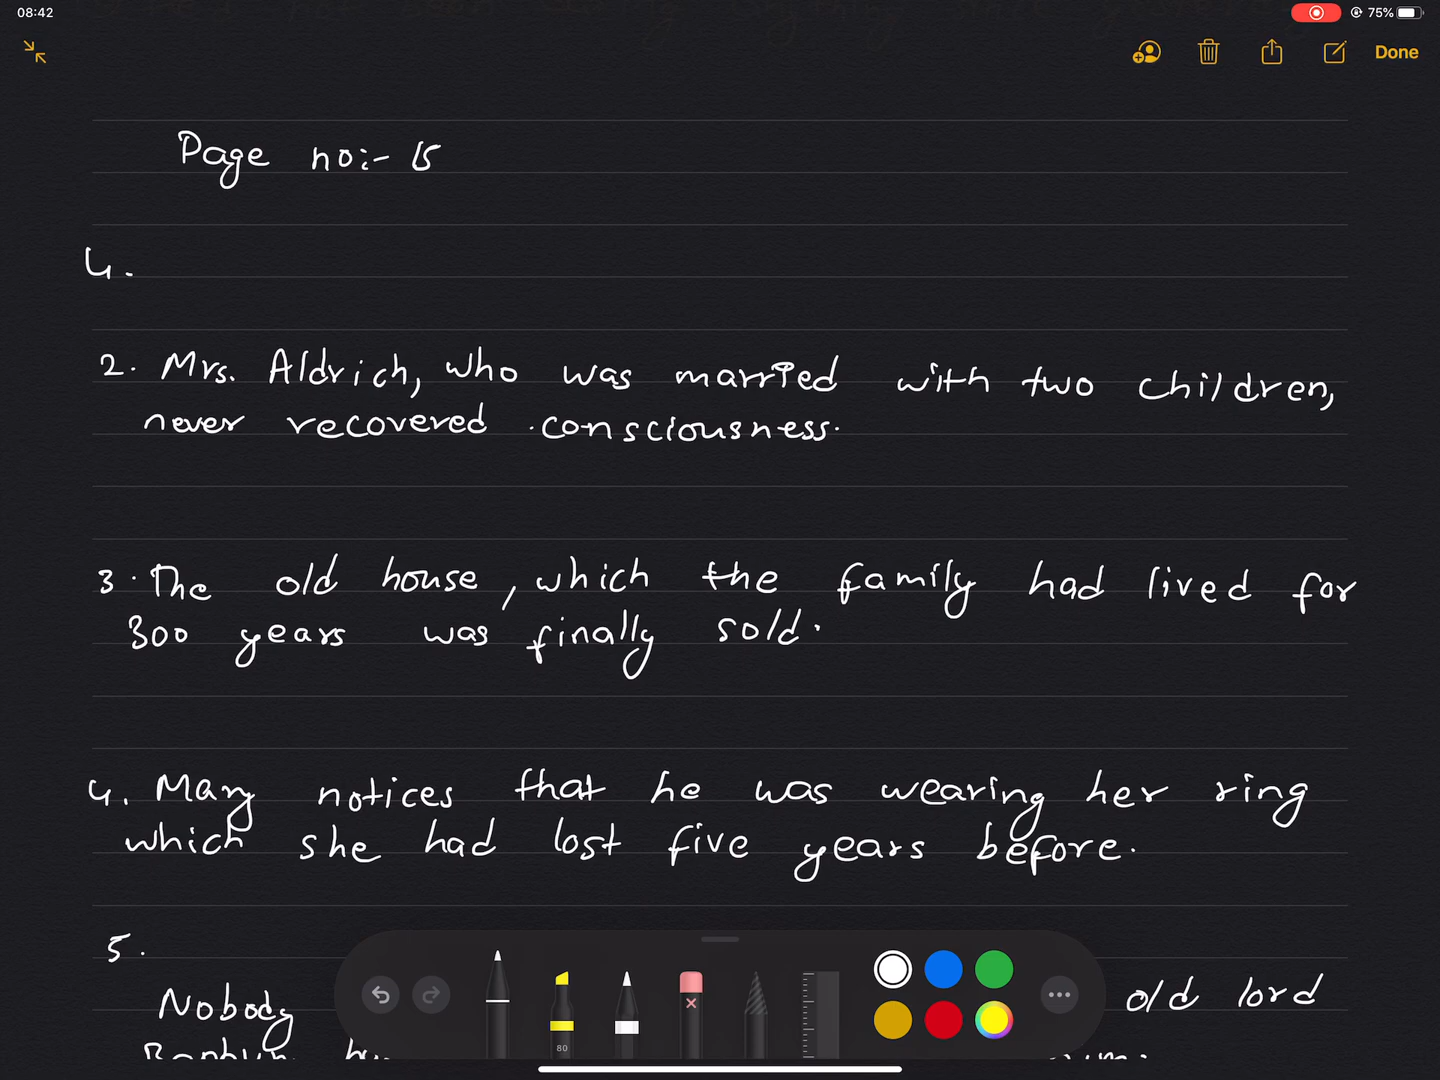 08:42
75%
Done
Page no:- 15
4.
2. Mrs. Aldrich, who was married with two children,
never recovered consciousness.
3. The old house, which the family had lived for
300 years was finally sold.
4. Mary notices that he was wearing her ring
which she had lost five years before.
5.
Nobody old lord
80